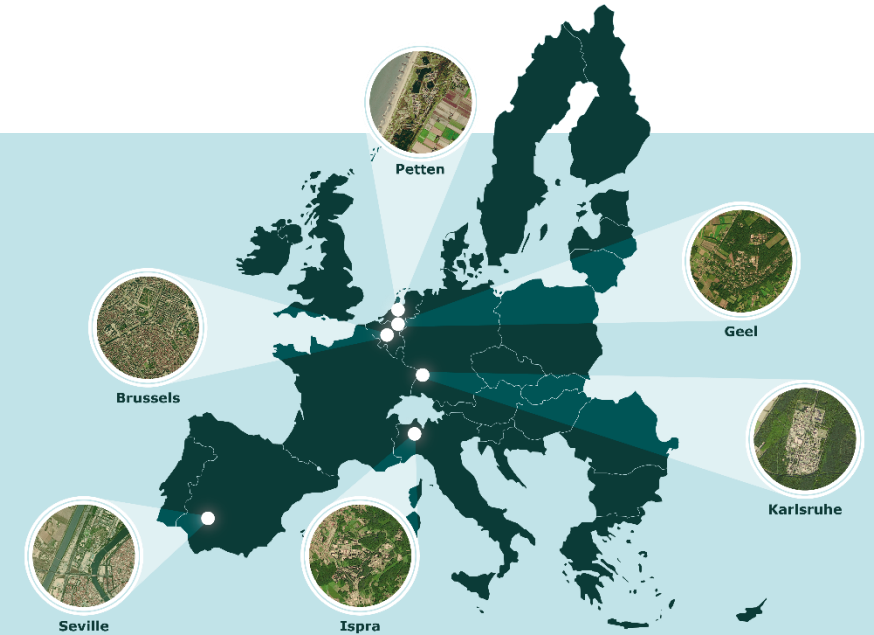 Petten
Geel
Brussels
Karlsruhe
Seville
Ispra